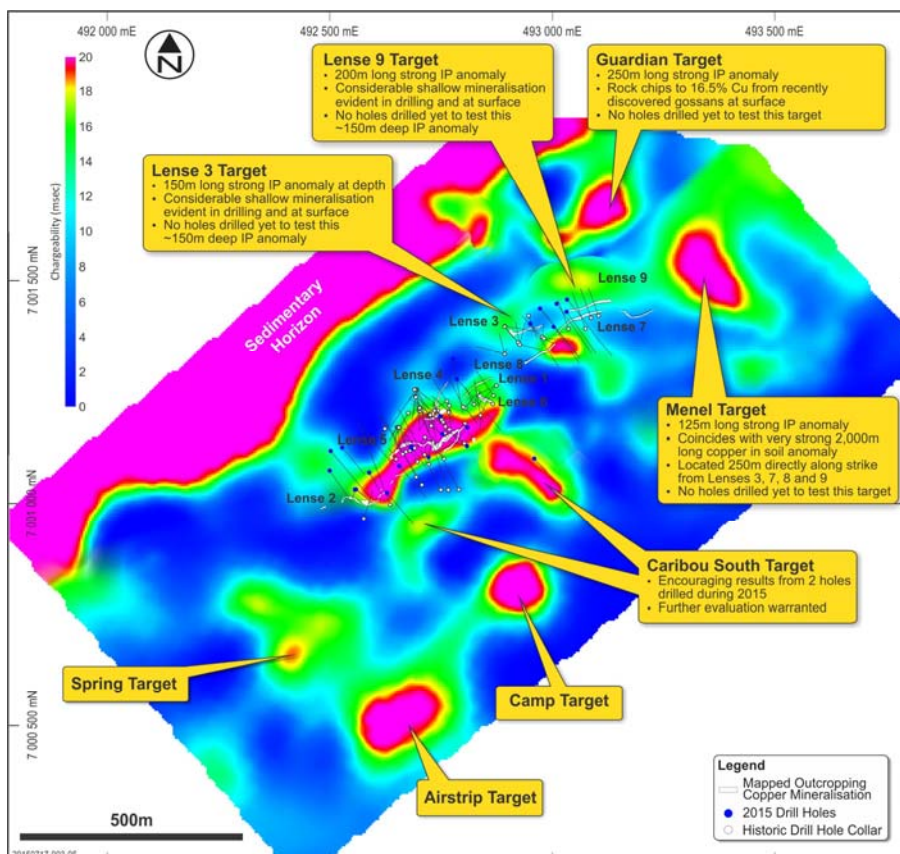 492 000 mE
492 500 mE
493 000 mE
493 500 mE
N
Lense 9 Target
• 200m long strong IP anomaly
• Considerable shallow mineralisation
evident in drilling and at surface
• No holes drilled yet to test this
~150m deep IP anomaly
Guardian Target
• 250m long strong IP anomaly
• Rock chips to 16.5% Cu from recently
discovered gossans at surface
• No holes drilled yet to test this target
Lense 3 Target
• 150m long strong IP anomaly at depth
• Considerable shallow mineralisation
evident in drilling and at surface
• No holes drilled yet to test this
~150m deep IP anomaly
Chargeability (msec)
20
18
16
14
12
10
8
6
4
2
0
7 001 500 mN
7 001 000 mN
7 000 500 mN
Sedimentary
Horizon
Lense 9
Lense 3
Lense 7
Lense 8
Lense 4
Lense 5
Lense 2
Menel Target
• 125m long strong IP anomaly
• Coincides with very strong 2,000m
long copper in soil anomaly
• Located 250m directly along strike
from Lenses 3, 7, 8 and 9
• No holes drilled yet to test this target
Caribou South Target
• Encouraging results from 2 holes
drilled during 2015
• Further evaluation warranted
Spring Target
Camp Target
Airstrip Target
500m
Legend
Mapped Outcropping
Copper Mineralisation
2015 Drill Holes
Historic Drill Hole Collar